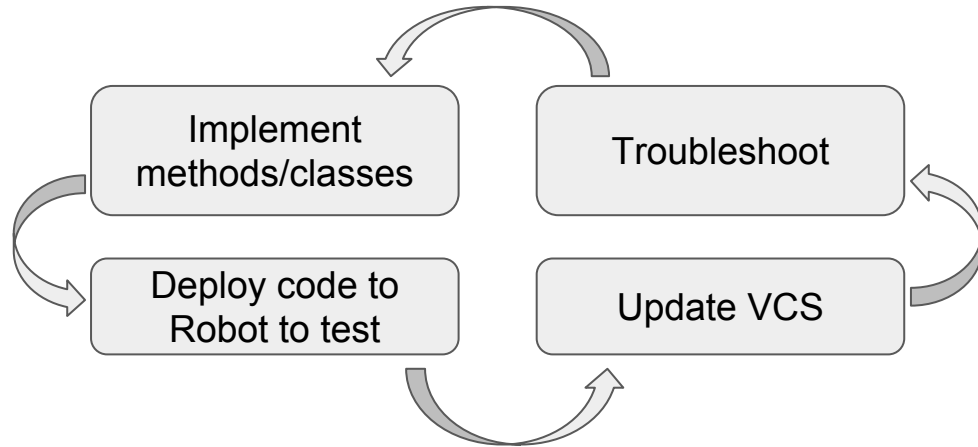 Implement
methods/classes
Troubleshoot
Deploy code to
Robot to test
Update VCS